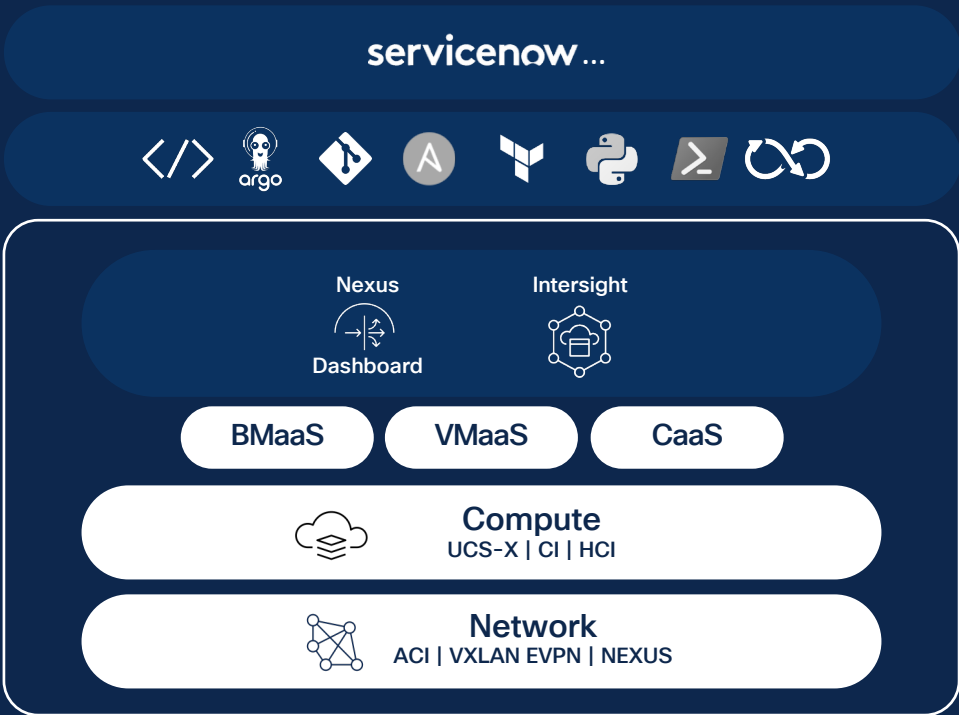 servicenow...
</>
argo
Nexus
Dashboard
Intersight
BMaaS
VMaaS
CaaS
Compute
UCS-X | CI | HCI
Network
ACI | VXLAN EVPN | NEXUS